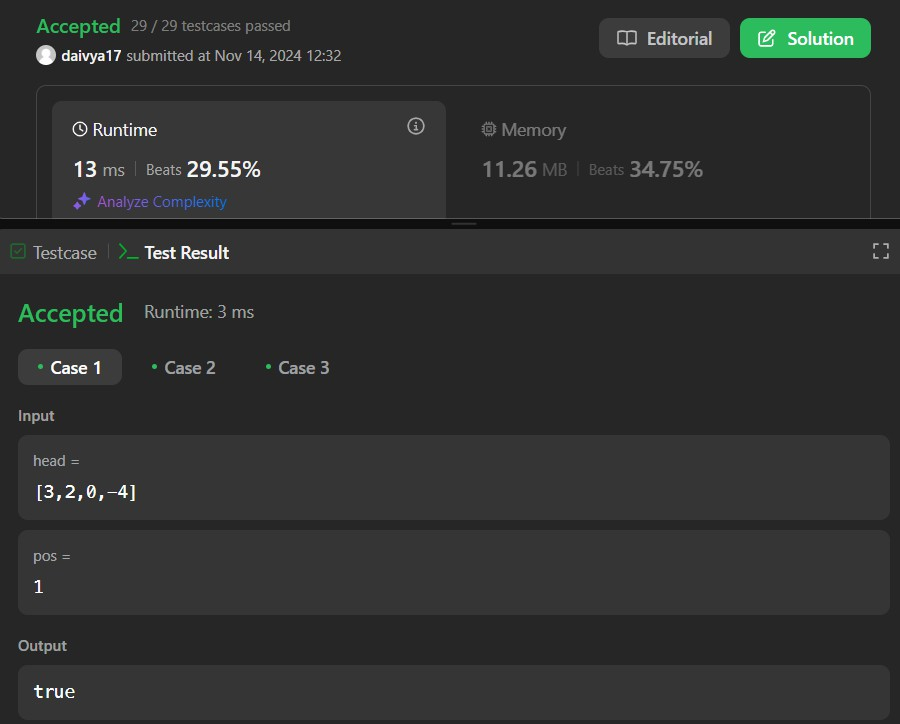 Accepted 29 / 29 testcases passed
Editorial
Solution
daivya17 submitted at Nov 14, 2024 12:32
Runtime
Memory
13 ms | Beats 29.55%
11.26 MB | Beats 34.75%
Analyze Complexity
Testcase | >_ Test Result
Accepted Runtime: 3 ms
• Case 1 • Case 2 • Case 3
Input
head =
[3,2,0,-4]
pos =
1
Output
true